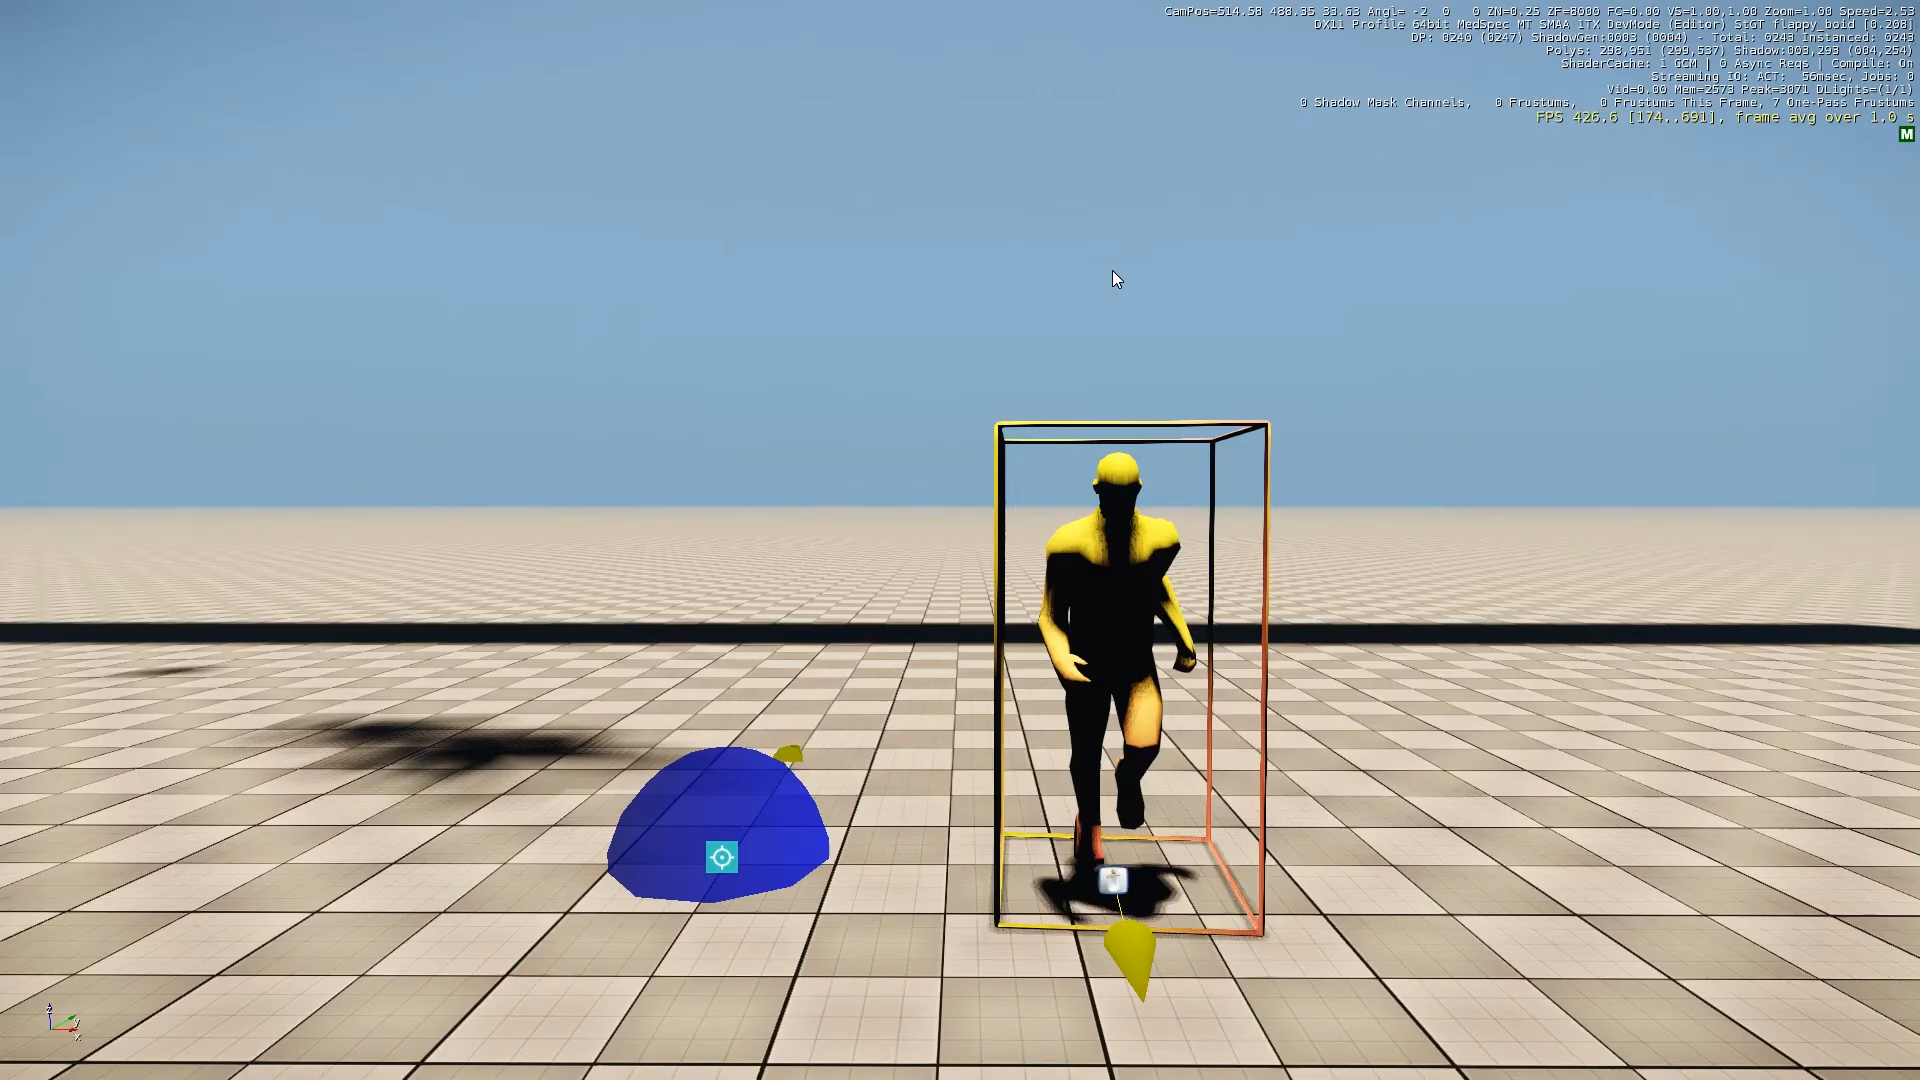 CamPos=514.58 488.35 33.63 Angl= -2  0   0 ZN=0.25 ZF=8000 FC=0.00 VS=1.00,1.00 Zoom=1.00 Speed=2.53
DX11 Profile 64bit MedSpec MT SMAA 1TX DevMode (Editor) StGT flappy_boid [0.208]
DP: 0240 (0247) ShadowGen:0003 (0004) - Total: 0243 Instanced: 0243
Polys: 298,951 (299,537) Shadow:003,293 (004,254)
ShaderCache: 1 GCM | 0 Async Reqs | Compile: On
Streaming IO: ACT:  56msec, Jobs: 0
Vid=0.00 Mem=2573 Peak=3071 DLights=(1/1)
0 Shadow Mask Channels,   0 Frustums,   0 Frustums This Frame, 7 One-Pass Frustums
FPS 426.6 [174..691], frame avg over 1.0 s
M
z
y
x